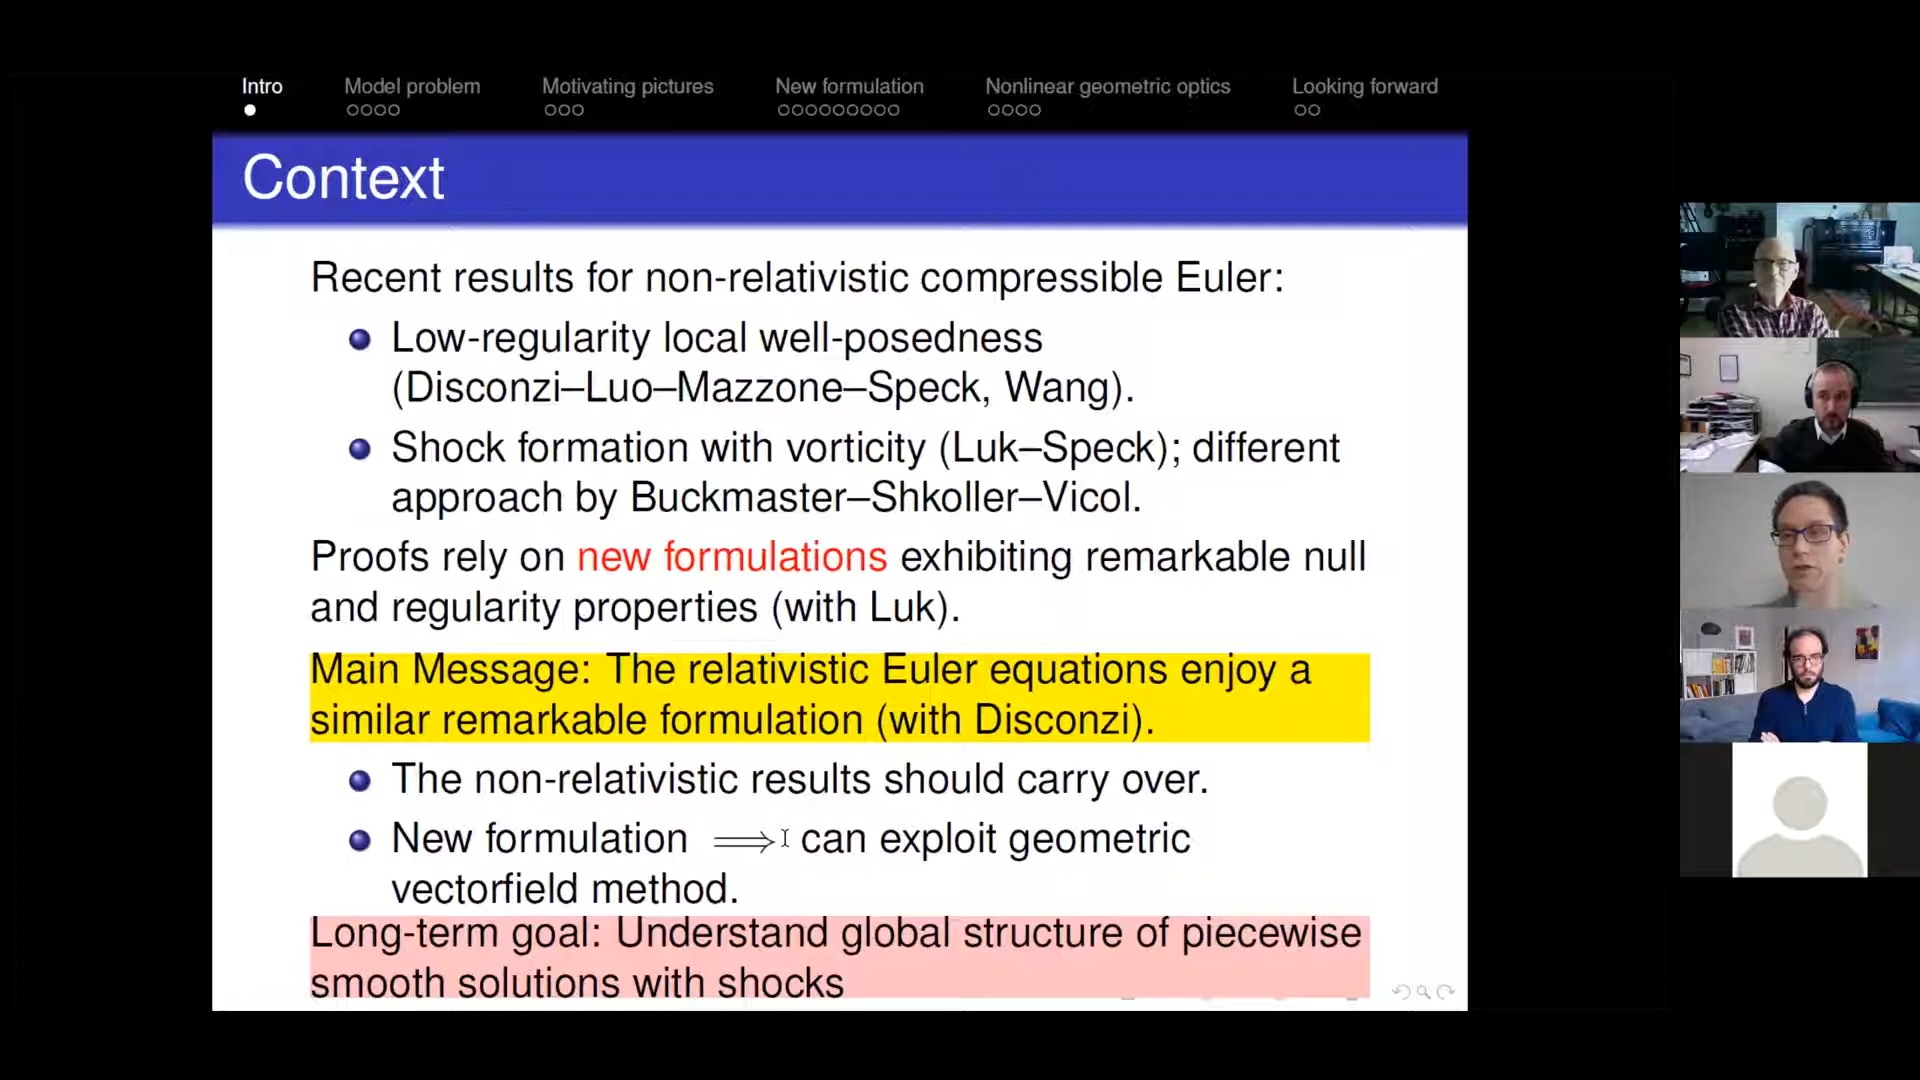 Intro Model problem Motivating pictures New formulation Nonlinear geometric optics Looking forward
Context
Recent results for non-relativistic compressible Euler:
Low-regularity local well-posedness
(Disconzi–Luo–Mazzone–Speck, Wang).
Shock formation with vorticity (Luk–Speck); different
approach by Buckmaster–Shkoller–Vicol.
Proofs rely on new formulations exhibiting remarkable null
and regularity properties (with Luk).
Main Message: The relativistic Euler equations enjoy a
similar remarkable formulation (with Disconzi).
The non-relativistic results should carry over.
New formulation ⟹ can exploit geometric
vectorfield method.
Long-term goal: Understand global structure of piecewise
smooth solutions with shocks